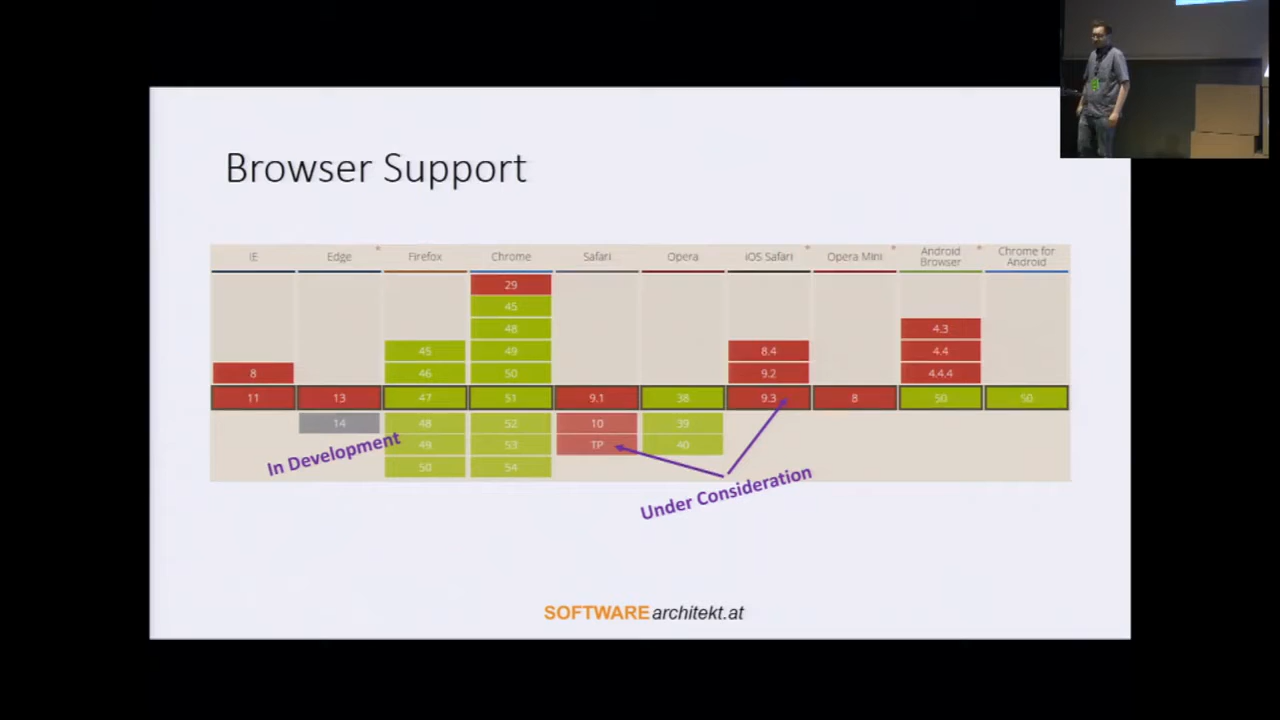 Browser Support
IE Edge Firefox Chrome Safari Opera iOS Safari Opera Mini Android Browser Chrome for Android
29
45
48
45 49 8.4 4.3
8 46 50 9.2 4.4
4.4.4
11 13 47 51 9.1 38 9.3 8 50 50
14 48 52 10 39
49 53 TP 40
50 54
In Development
Under Consideration
SOFTWAREarchitekt.at